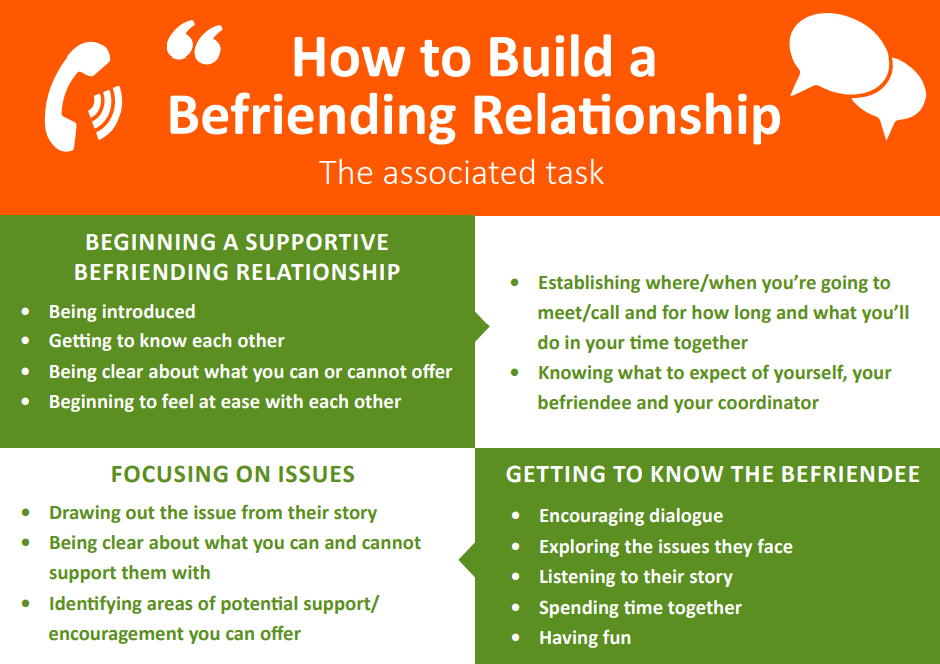 “
How to Build a
Befriending Relationship
The associated task
BEGINNING A SUPPORTIVE
BEFRIENDING RELATIONSHIP
• Being introduced
• Getting to know each other
• Being clear about what you can or cannot offer
• Beginning to feel at ease with each other
• Establishing where/when you’re going to
meet/call and for how long and what you’ll
do in your time together
• Knowing what to expect of yourself, your
befriendee and your coordinator
FOCUSING ON ISSUES
• Drawing out the issue from their story
• Being clear about what you can and cannot
support them with
• Identifying areas of potential support/
encouragement you can offer
GETTING TO KNOW THE BEFRIENDEE
• Encouraging dialogue
• Exploring the issues they face
• Listening to their story
• Spending time together
• Having fun